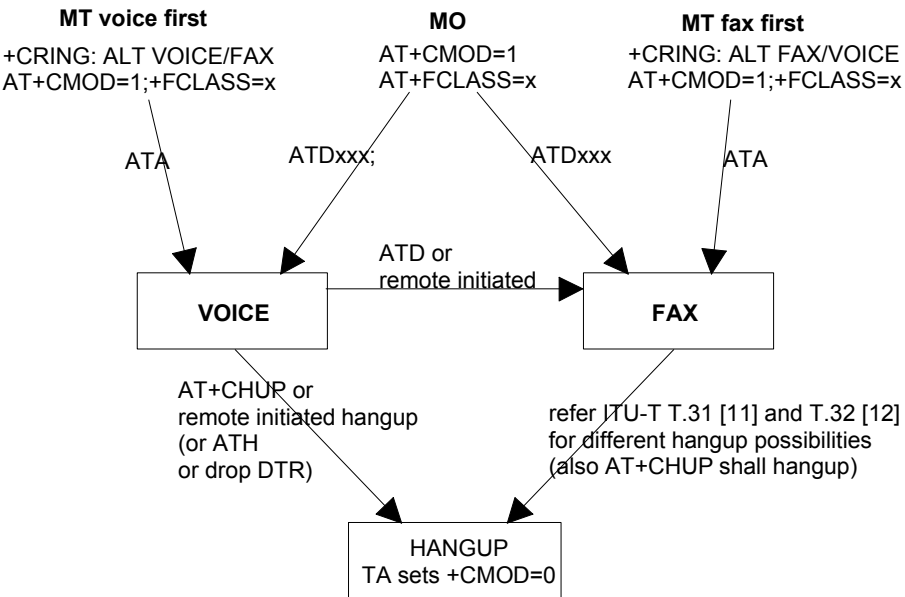 MT voice first
+CRING: ALT VOICE/FAX
AT+CMOD=1;+FCLASS=x
MO
AT+CMOD=1
AT+FCLASS=x
MT fax first
+CRING: ALT FAX/VOICE
AT+CMOD=1;+FCLASS=x
ATA
ATDxxx;
ATDxxx
ATA
ATD or
remote initiated
VOICE
FAX
AT+CHUP or
remote initiated hangup
(or ATH
or drop DTR)
refer ITU-T T.31 [11] and T.32 [12]
for different hangup possibilities
(also AT+CHUP shall hangup)
HANGUP
TA sets +CMOD=0